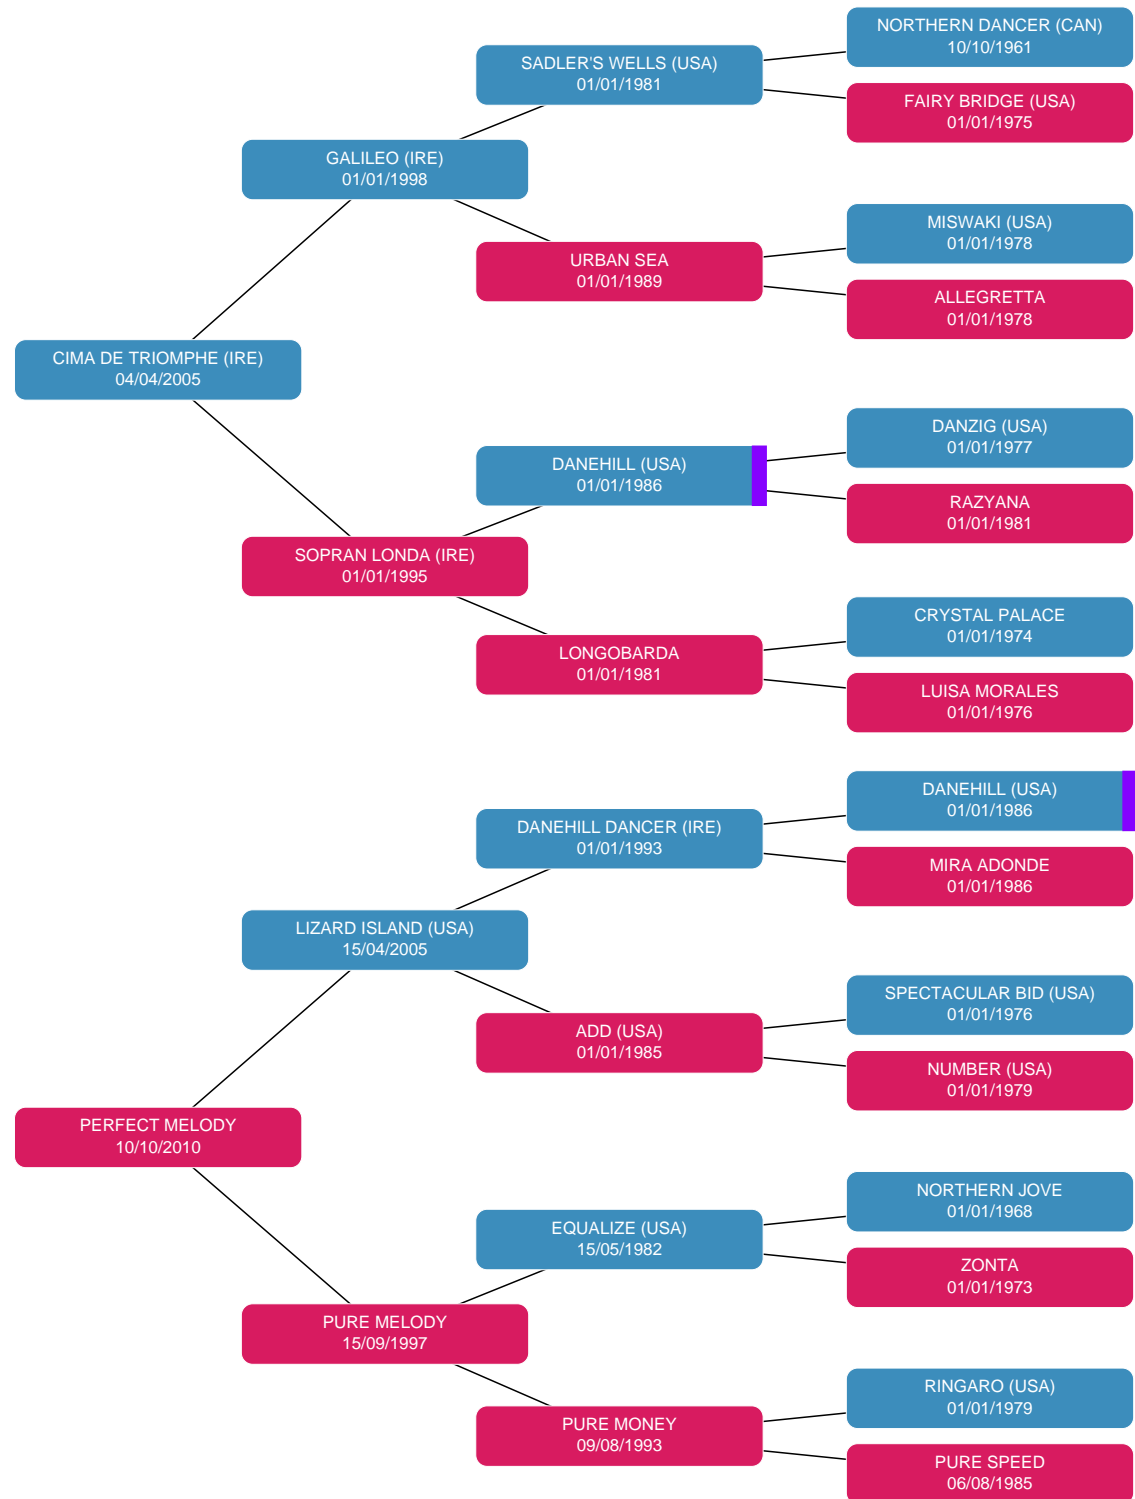 NORTHERN DANCER (CAN)
10/10/1961
SADLER'S WELLS (USA)
01/01/1981
FAIRY BRIDGE (USA)
01/01/1975
GALILEO (IRE)
01/01/1998
MISWAKI (USA)
01/01/1978
URBAN SEA
01/01/1989
ALLEGRETTA
01/01/1978
CIMA DE TRIOMPHE (IRE)
04/04/2005
DANZIG (USA)
01/01/1977
DANEHILL (USA)
01/01/1986
RAZYANA
01/01/1981
SOPRAN LONDA (IRE)
01/01/1995
CRYSTAL PALACE
01/01/1974
LONGOBARDA
01/01/1981
LUISA MORALES
01/01/1976
DANEHILL (USA)
01/01/1986
DANEHILL DANCER (IRE)
01/01/1993
MIRA ADONDE
01/01/1986
LIZARD ISLAND (USA)
15/04/2005
SPECTACULAR BID (USA)
01/01/1976
ADD (USA)
01/01/1985
NUMBER (USA)
01/01/1979
PERFECT MELODY
10/10/2010
NORTHERN JOVE
01/01/1968
EQUALIZE (USA)
15/05/1982
ZONTA
01/01/1973
PURE MELODY
15/09/1997
RINGARO (USA)
01/01/1979
PURE MONEY
09/08/1993
PURE SPEED
06/08/1985